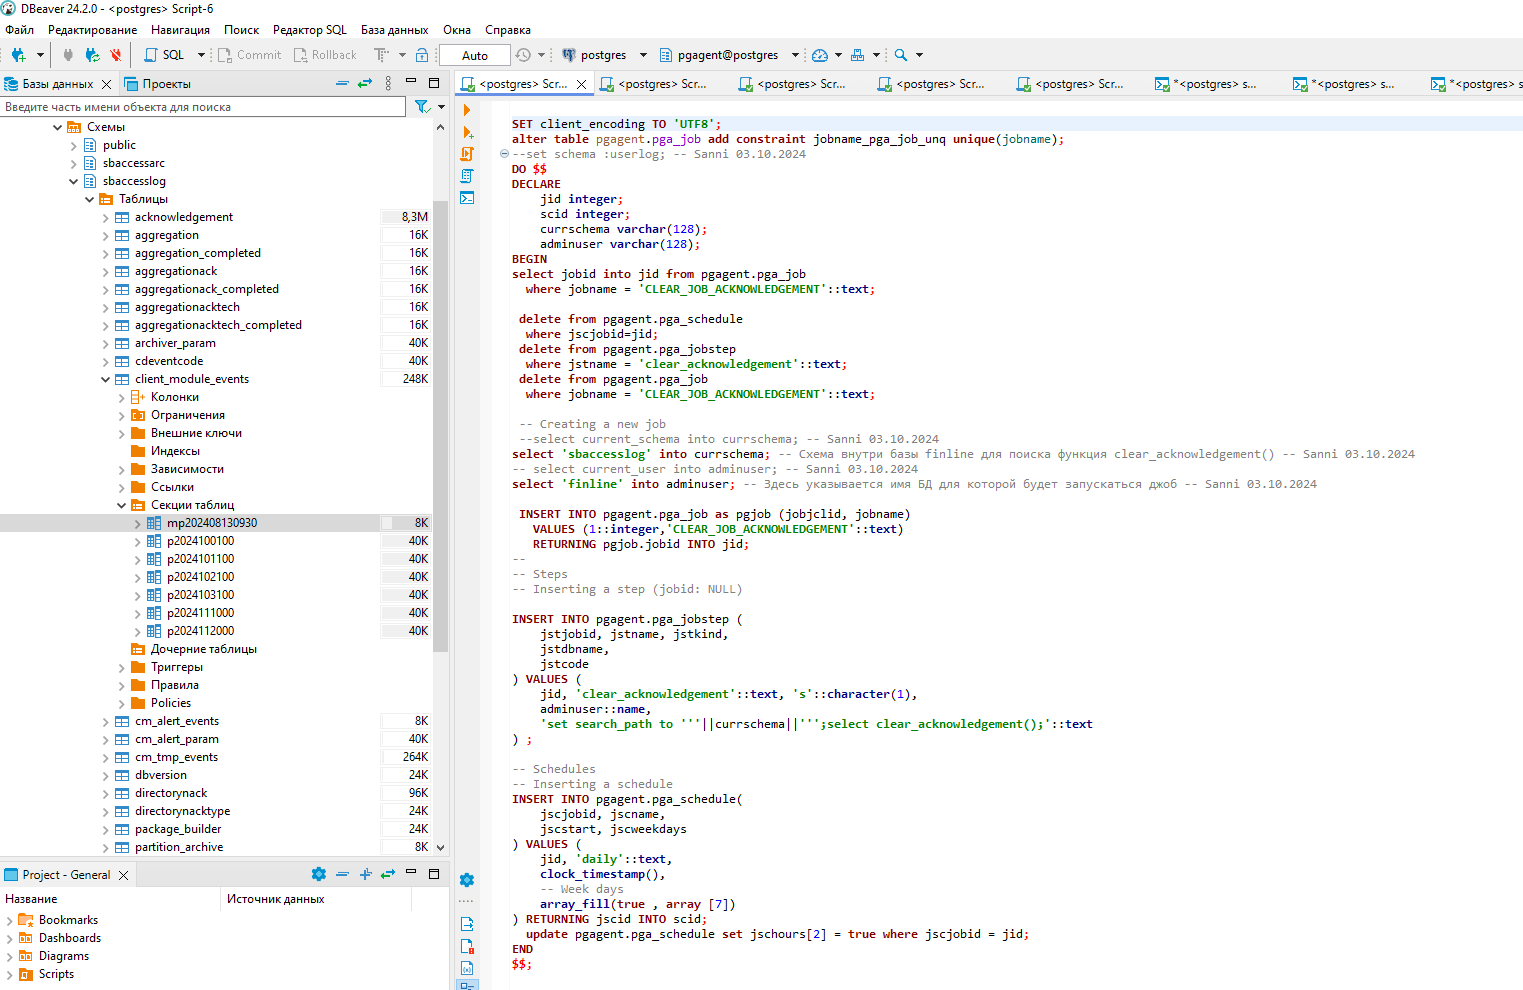 DBeaver 24.2.0 - <postgres> Script-6
Файл Редактирование Навигация Поиск Редактор SQL База данных Окна Справка
SQL Commit Rollback Auto postgres pgagent@postgres
Базы данных Проекты
<postgres> Scr... <postgres> Scr... <postgres> Scr... <postgres> Scr... <postgres> Scr... *<postgres> s... *<postgres> s... *<postgres> s
Введите часть имени объекта для поиска
Схемы
public
sbaccessarc
sbaccesslog
Таблицы
acknowledgement 8,3M
aggregation 16K
aggregation_completed 16K
aggregationack 16K
aggregationack_completed 16K
aggregationacktech 16K
aggregationacktech_completed 16K
archiver_param 40K
cdeventcode 40K
client_module_events 248K
Колонки
Ограничения
Внешние ключи
Индексы
Зависимости
Ссылки
Секции таблиц
mp202408130930 8K
p2024100100 40K
p2024101100 40K
p2024102100 40K
p2024103100 40K
p2024111000 40K
p2024112000 40K
Дочерние таблицы
Триггеры
Правила
Policies
cm_alert_events 8K
cm_alert_param 40K
cm_tmp_events 264K
dbversion 24K
directorynack 96K
directorynacktype 24K
package_builder 24K
partition_archive 8K
Project - General
Название Источник данных
Bookmarks
Dashboards
Diagrams
Scripts
SET client_encoding TO 'UTF8';
alter table pgagent.pga_job add constraint jobname_pga_job_unq unique(jobname);
--set schema :userlog; -- Sanni 03.10.2024
DO $$
DECLARE
    jid integer;
    scid integer;
    currschema varchar(128);
    adminuser varchar(128);
BEGIN
select jobid into jid from pgagent.pga_job
  where jobname = 'CLEAR_JOB_ACKNOWLEDGEMENT'::text;

 delete from pgagent.pga_schedule
  where jscjobid=jid;
 delete from pgagent.pga_jobstep
  where jstname = 'clear_acknowledgement'::text;
 delete from pgagent.pga_job
  where jobname = 'CLEAR_JOB_ACKNOWLEDGEMENT'::text;

 -- Creating a new job
 --select current_schema into currschema; -- Sanni 03.10.2024
select 'sbaccesslog' into currschema; -- Схема внутри базы finline для поиска функция clear_acknowledgement() -- Sanni 03.10.2024
-- select current_user into adminuser; -- Sanni 03.10.2024
select 'finline' into adminuser; -- Здесь указывается имя БД для которой будет запускаться джоб -- Sanni 03.10.2024

 INSERT INTO pgagent.pga_job as pgjob (jobjclid, jobname)
   VALUES (1::integer,'CLEAR_JOB_ACKNOWLEDGEMENT'::text)
   RETURNING pgjob.jobid INTO jid;
--
-- Steps
-- Inserting a step (jobid: NULL)

INSERT INTO pgagent.pga_jobstep (
    jstjobid, jstname, jstkind,
    jstdbname,
    jstcode
) VALUES (
    jid, 'clear_acknowledgement'::text, 's'::character(1),
    adminuser::name,
    'set search_path to '''||currschema||''';select clear_acknowledgement();'::text
) ;

-- Schedules
-- Inserting a schedule
INSERT INTO pgagent.pga_schedule(
    jscjobid, jscname,
    jscstart, jscweekdays
) VALUES (
    jid, 'daily'::text,
    clock_timestamp(),
    -- Week days
    array_fill(true , array [7])
) RETURNING jscid INTO scid;
  update pgagent.pga_schedule set jschours[2] = true where jscjobid = jid;
END
$$;